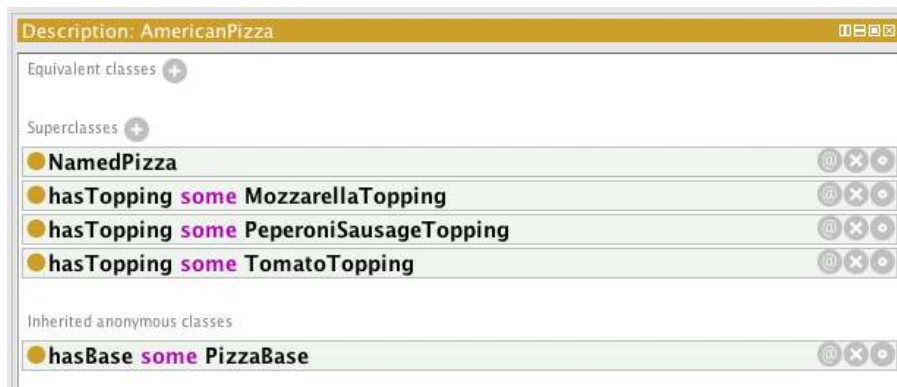 Description: AmericanPizza
Equivalent classes
Superclasses
NamedPizza
hasTopping some MozzarellaTopping
hasTopping some PeperoniSausageTopping
hasTopping some TomatoTopping
Inherited anonymous classes
hasBase some PizzaBase